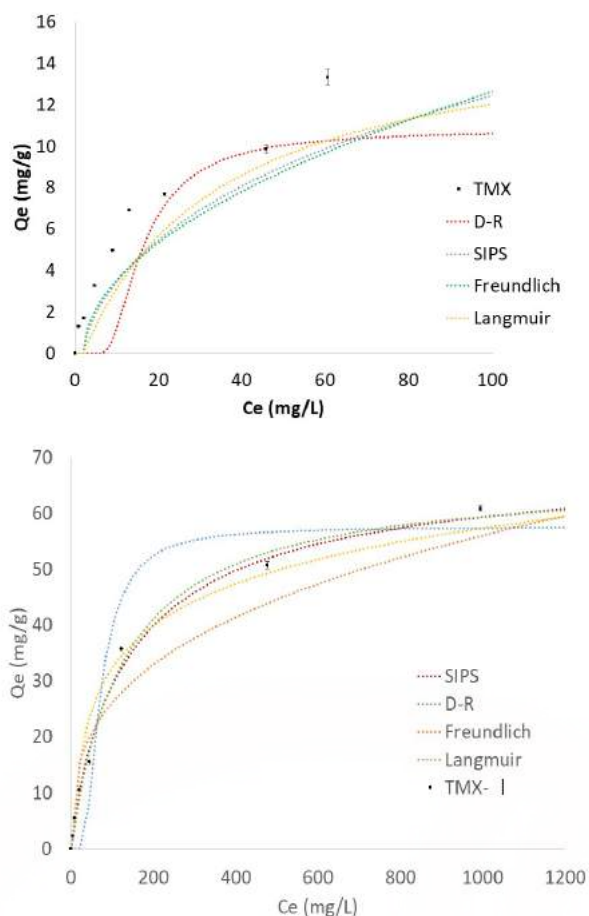 16
14
12
10
8
6
4
2
0
Qe (mg/g)
TMX
D-R
SIPS
Freundlich
Langmuir
0 20 40 60 80 100
Ce (mg/L)
70
60
50
40
30
20
10
0
Qe (mg/g)
SIPS
D-R
Freundlich
Langmuir
TMX- I
0 200 400 600 800 1000 1200
Ce (mg/L)